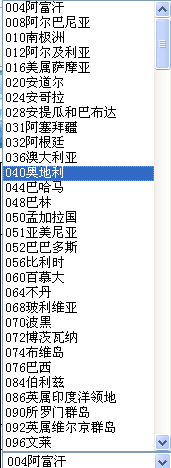 004阿富汗
008阿尔巴尼亚
010南极洲
012阿尔及利亚
016美属萨摩亚
020安道尔
024安哥拉
028安提瓜和巴布达
031阿塞拜疆
032阿根廷
036澳大利亚
040奥地利
044巴哈马
048巴林
050孟加拉国
051亚美尼亚
052巴巴多斯
056比利时
060百慕大
064不丹
068玻利维亚
070波黑
072博茨瓦纳
074布维岛
076巴西
084伯利兹
086英属印度洋领地
090所罗门群岛
092英属维尔京群岛
096文莱
004阿富汗